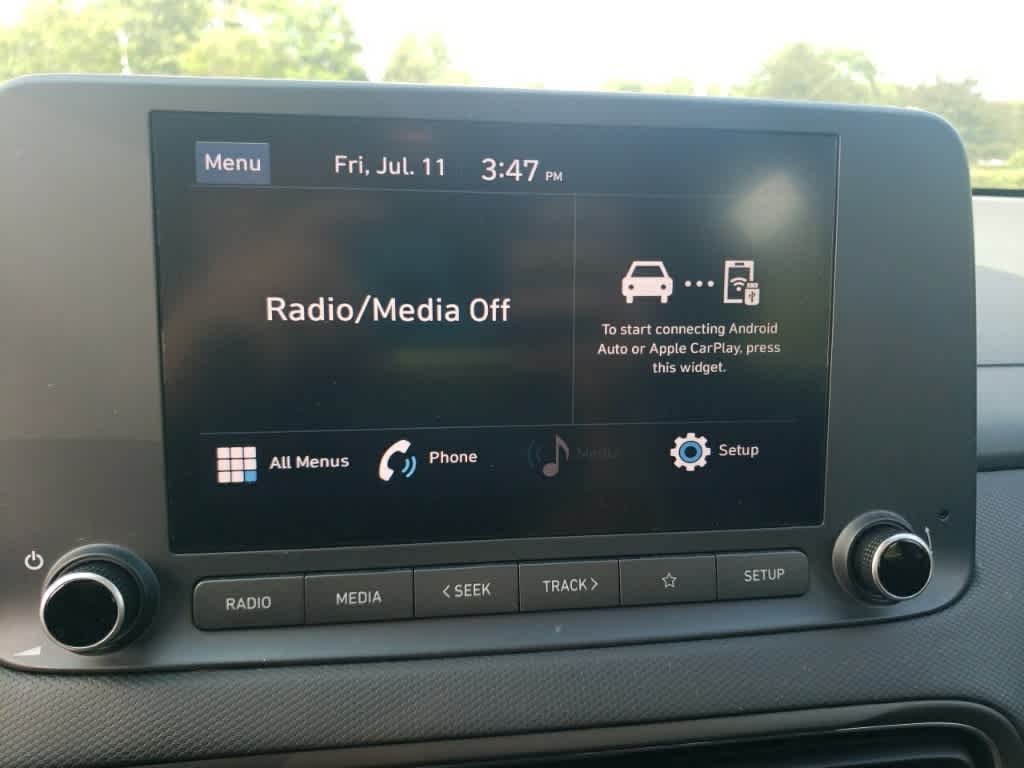 Menu
Fri, Jul. 11
3:47 PM
Radio/Media Off
To start connecting Android
Auto or Apple CarPlay, press
this widget.
All Menus
Phone
Media
Setup
RADIO
MEDIA
< SEEK
TRACK >
☆
SETUP